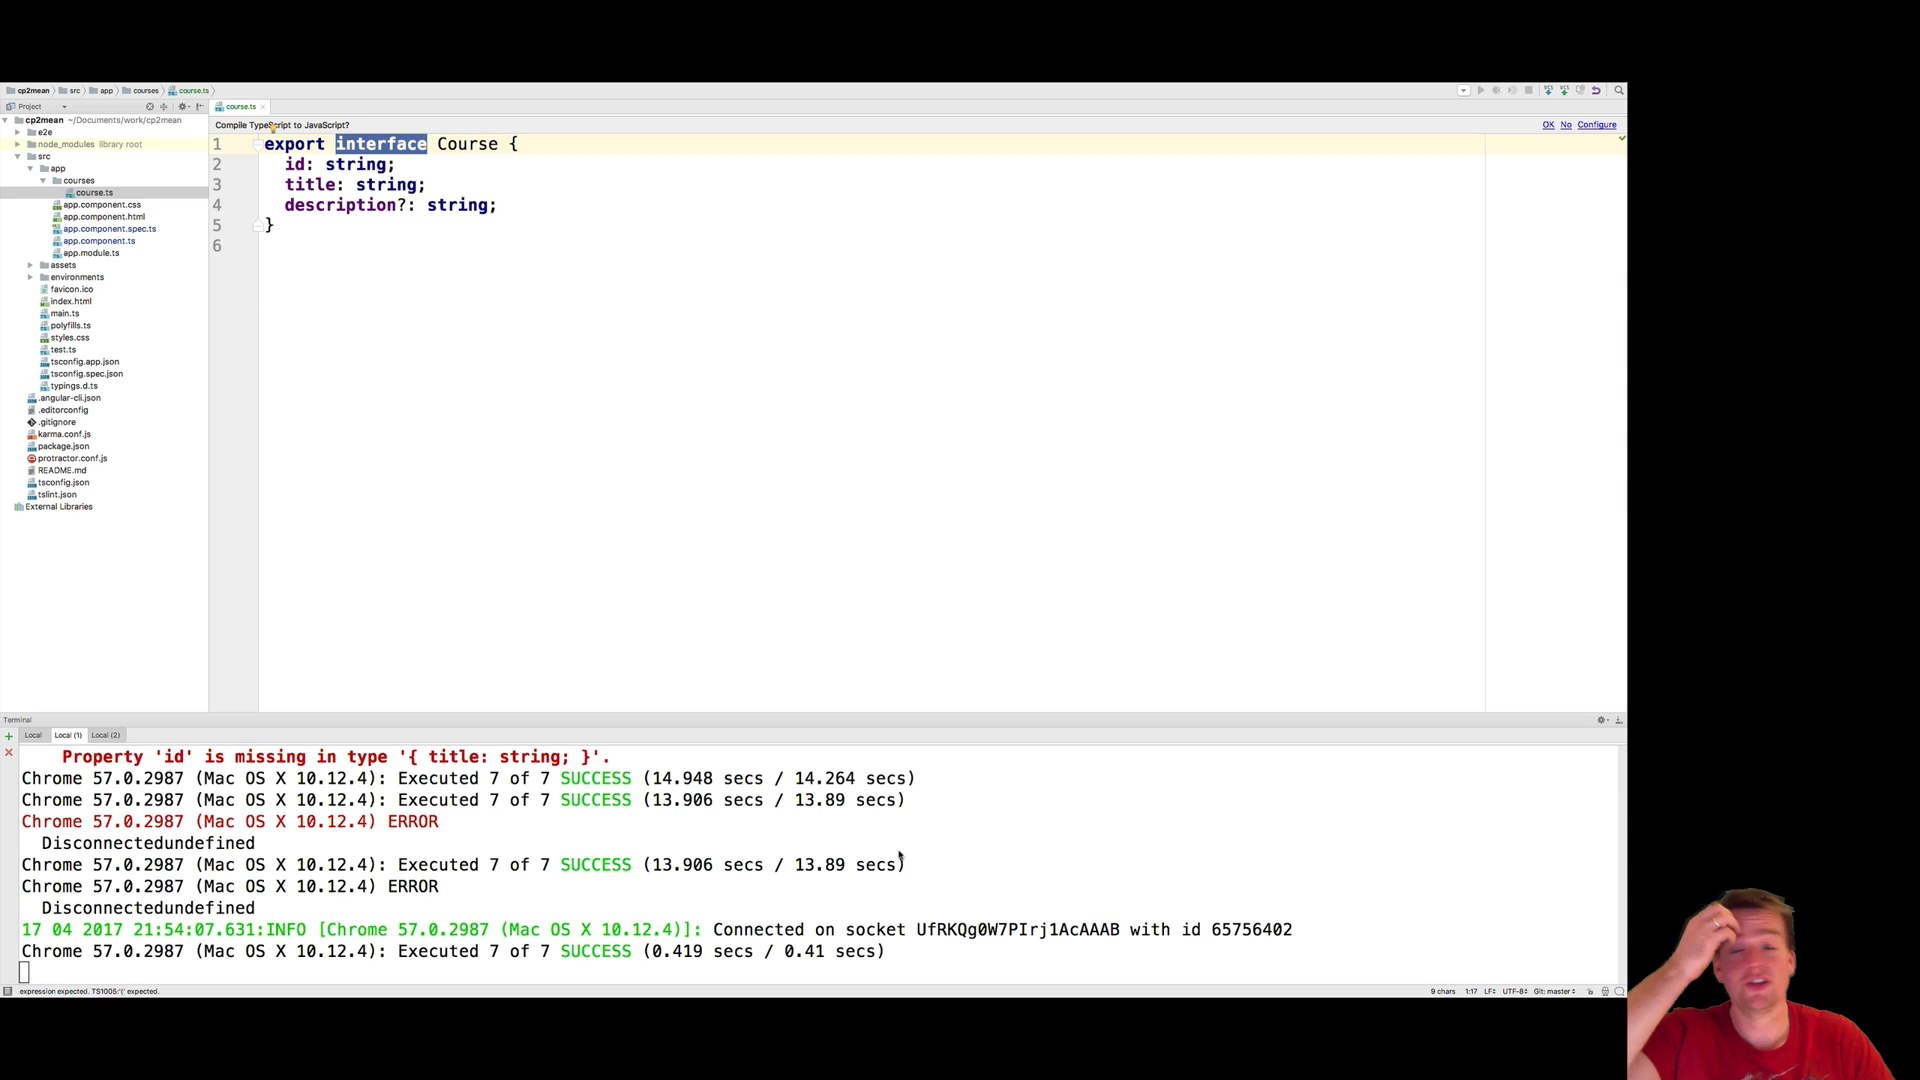 cp2mean src app courses course.ts
Project
course.ts
cp2mean ~/Documents/work/cp2mean
e2e
node_modules library root
src
app
courses
course.ts
app.component.css
app.component.html
app.component.spec.ts
app.component.ts
app.module.ts
assets
environments
favicon.ico
index.html
main.ts
polyfills.ts
styles.css
test.ts
tsconfig.app.json
tsconfig.spec.json
typings.d.ts
.angular-cli.json
.editorconfig
.gitignore
karma.conf.js
package.json
protractor.conf.js
README.md
tsconfig.json
tslint.json
External Libraries
Compile TypeScript to JavaScript? OK No Configure
1 export interface Course {
2 id: string;
3 title: string;
4 description?: string;
5 }
6
Terminal
Local Local (1) Local (2)
Property 'id' is missing in type '{ title: string; }'.
Chrome 57.0.2987 (Mac OS X 10.12.4): Executed 7 of 7 SUCCESS (14.948 secs / 14.264 secs)
Chrome 57.0.2987 (Mac OS X 10.12.4): Executed 7 of 7 SUCCESS (13.906 secs / 13.89 secs)
Chrome 57.0.2987 (Mac OS X 10.12.4) ERROR
Disconnectedundefined
Chrome 57.0.2987 (Mac OS X 10.12.4): Executed 7 of 7 SUCCESS (13.906 secs / 13.89 secs)
Chrome 57.0.2987 (Mac OS X 10.12.4) ERROR
Disconnectedundefined
17 04 2017 21:54:07.631:INFO [Chrome 57.0.2987 (Mac OS X 10.12.4)]: Connected on socket UfRKQg0W7PIrj1AcAAAB with id 65756402
Chrome 57.0.2987 (Mac OS X 10.12.4): Executed 7 of 7 SUCCESS (0.419 secs / 0.41 secs)
expression expected. TS1005:'(' expected. 9 chars 1:17 LF UTF-8 Git: master